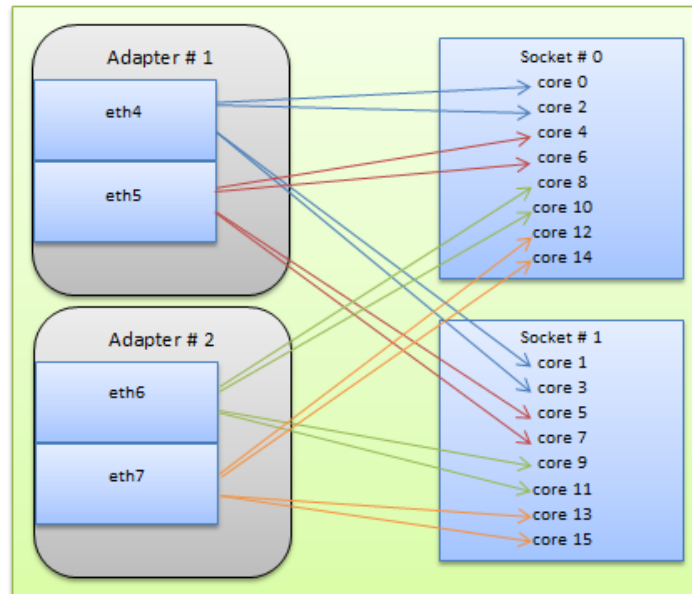 Adapter # 1
eth4
eth5
Adapter # 2
eth6
eth7
Socket # 0
core 0
core 2
core 4
core 6
core 8
core 10
core 12
core 14
Socket # 1
core 1
core 3
core 5
core 7
core 9
core 11
core 13
core 15